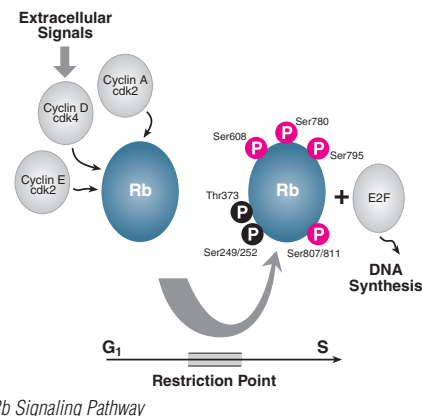 Extracellular
Signals
Cyclin A
cdk2
Cyclin D
cdk4
Cyclin E
cdk2
Rb
Ser608
Ser780
Ser795
P
P
P
Rb
Thr373
P
P
P
Ser249/252
Ser807/811
+
E2F
DNA
Synthesis
G₁
S
Restriction Point
Rb Signaling Pathway